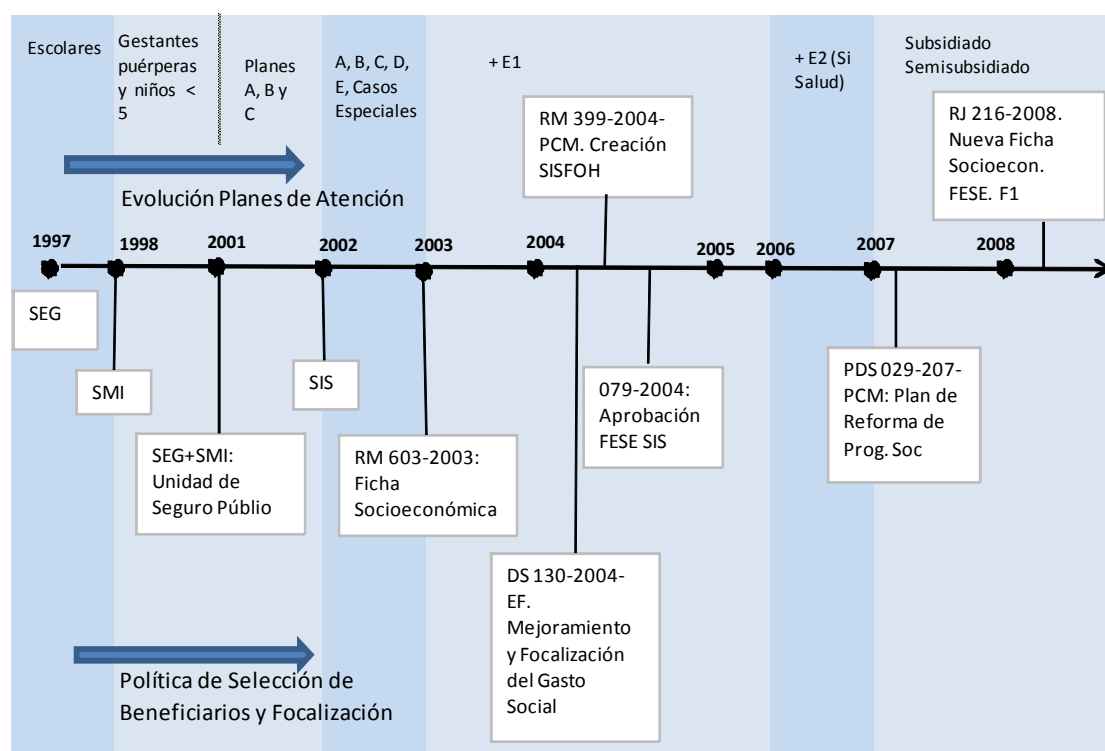 Escolares
Gestantes
puérperas
y niños <
5
Planes
A, B y
C
A, B, C, D,
E, Casos
Especiales
+ E1
+ E2 (Si
Salud)
Subsidiado
Semisubsidiado
RM 399-2004-
PCM. Creación
SISFOH
RJ 216-2008.
Nueva Ficha
Socioecon.
FESE. F1
Evolución Planes de Atención
1997
1998
2001
2002
2003
2004
2005
2006
2007
2008
SEG
SMI
SEG+SMI:
Unidad de
Seguro Públio
SIS
RM 603-2003:
Ficha
Socioeconómica
DS 130-2004-
EF.
Mejoramiento
y Focalización
del Gasto
Social
079-2004:
Aprobación
FESE SIS
PDS 029-207-
PCM: Plan de
Reforma de
Prog. Soc
Política de Selección de
Beneficiarios y Focalización